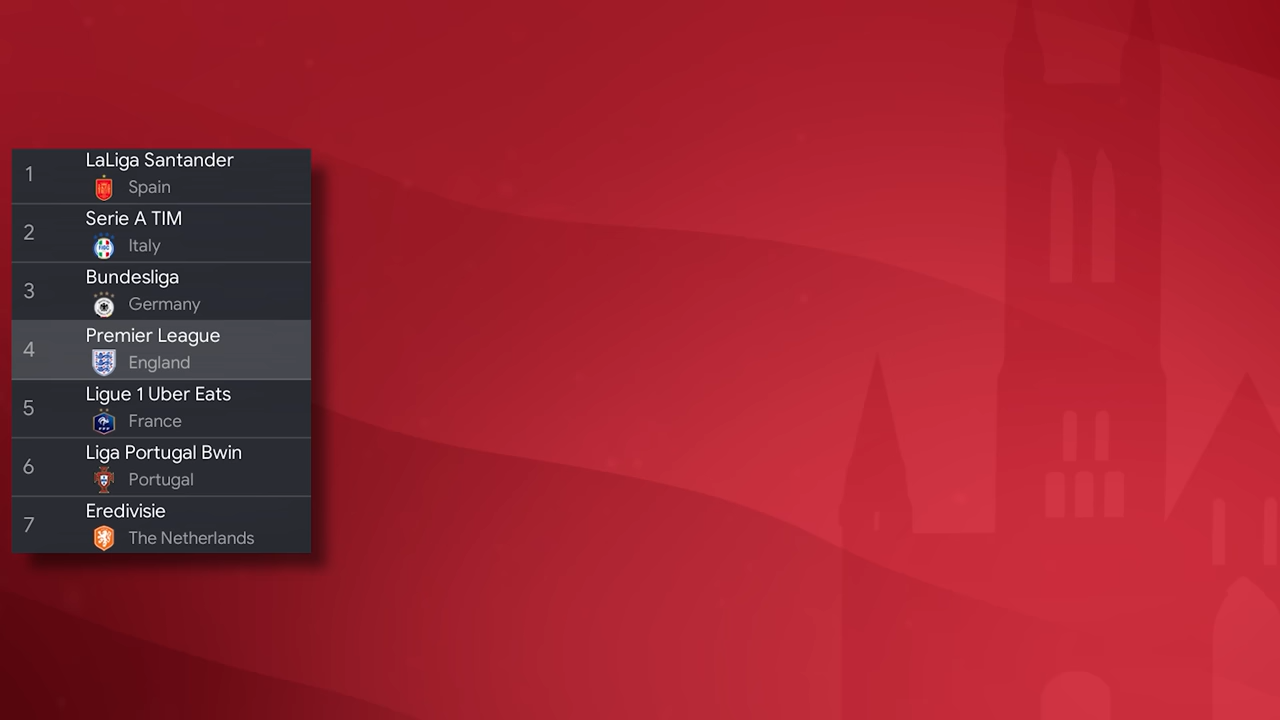 1
LaLiga Santander
Spain
2
Serie A TIM
Italy
3
Bundesliga
Germany
4
Premier League
England
5
Ligue 1 Uber Eats
France
6
Liga Portugal Bwin
Portugal
7
Eredivisie
The Netherlands